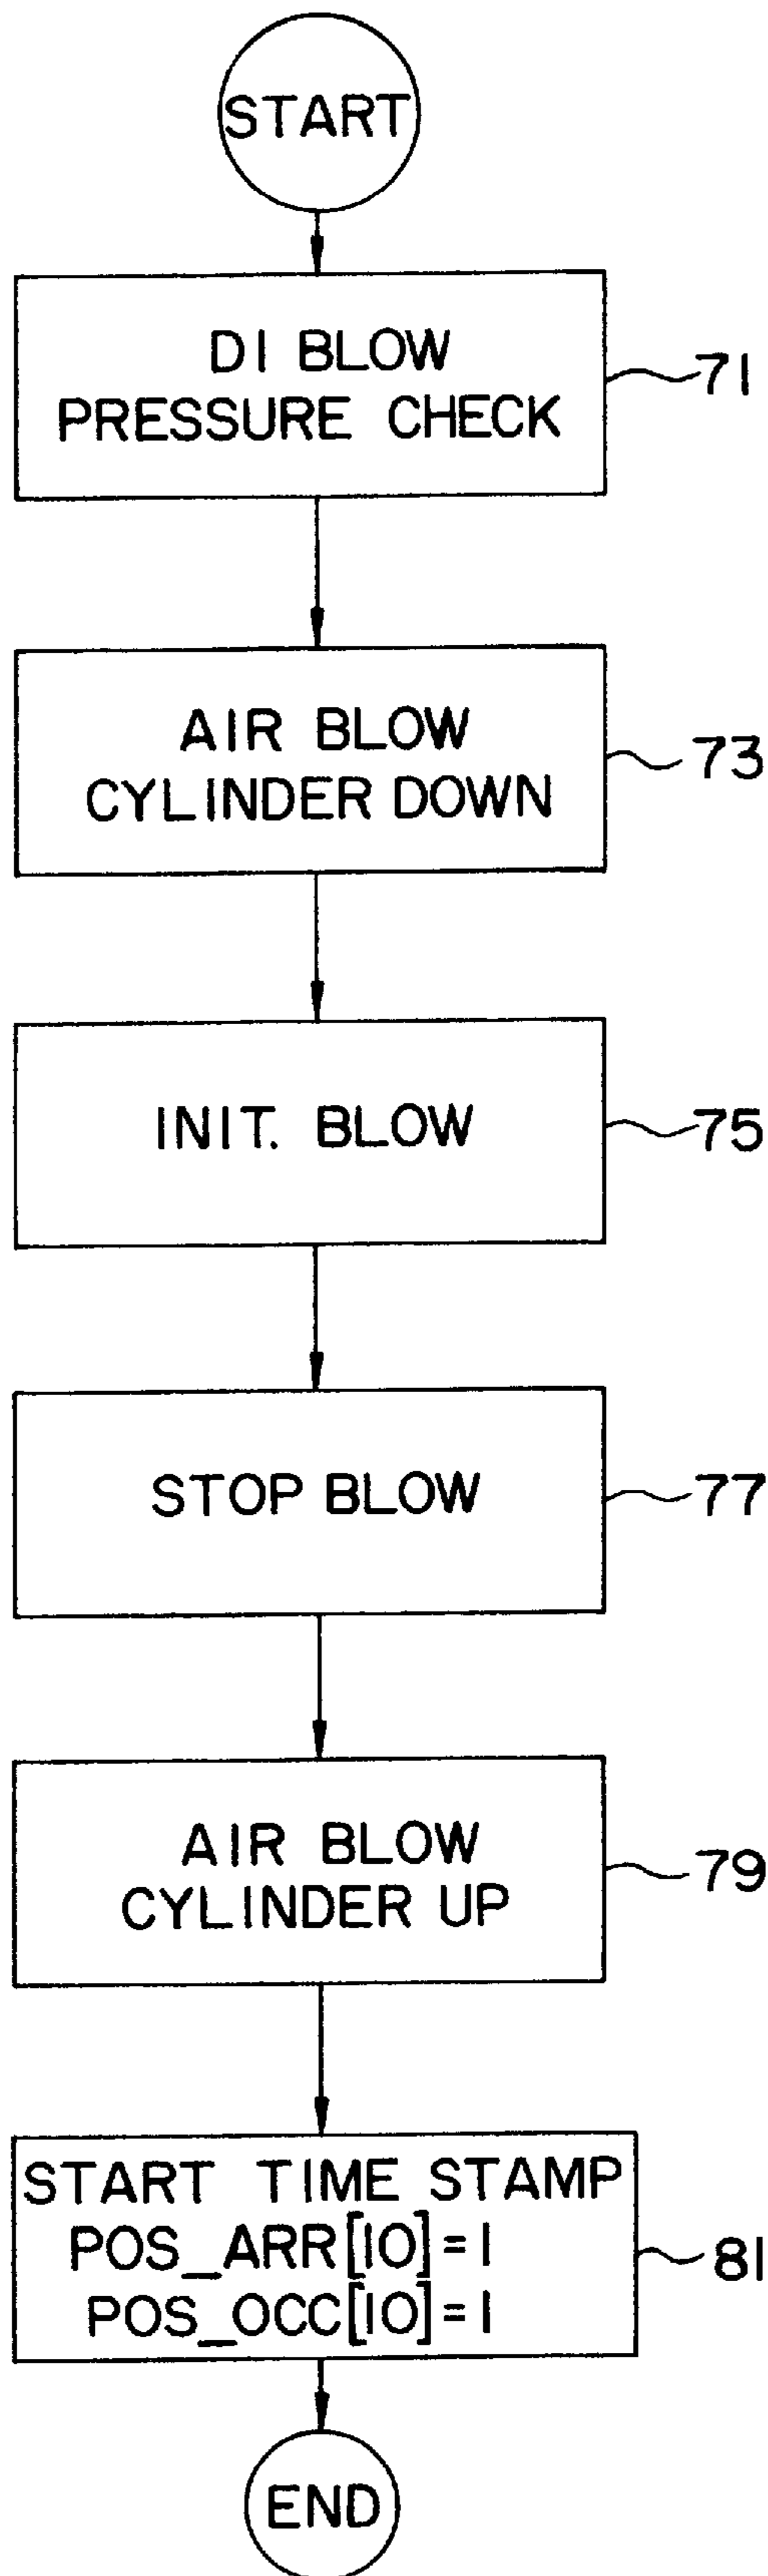 START
DI BLOW
PRESSURE CHECK
71
AIR BLOW
CYLINDER DOWN
73
INIT. BLOW
75
STOP BLOW
77
AIR BLOW
CYLINDER UP
79
START TIME STAMP
POS_ARR[10]=1
POS_OCC[10]=1
81
END